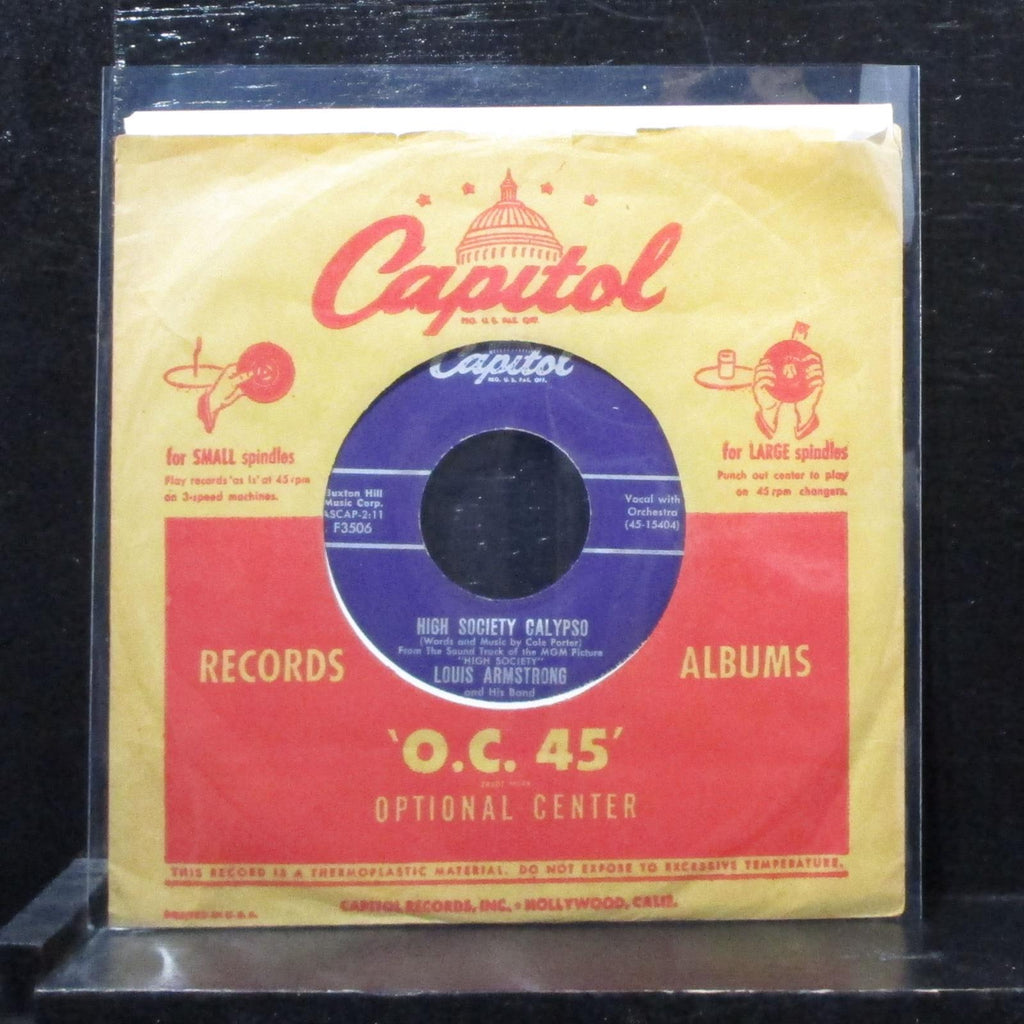 Capitol
REG. U.S. PAT. OFF.
for SMALL spindles
Play records 'as is' at 45 rpm
on 3-speed machines.
for LARGE spindles
Punch out center to play
on 45 rpm changers.
Capitol
REG. U.S. PAT. OFF.
Buxton Hill
Music Corp.
ASCAP-2:11
F3506
Vocal with
Orchestra
(45-15404)
HIGH SOCIETY CALYPSO
(Words and Music by Cole Porter)
From The Sound Track of the MGM Picture
"HIGH SOCIETY"
LOUIS ARMSTRONG
and His Band
RECORDS
ALBUMS
'O.C. 45'
TRADE MARK
OPTIONAL CENTER
THIS RECORD IS A THERMOPLASTIC MATERIAL. DO NOT EXPOSE TO EXCESSIVE TEMPERATURE.
CAPITOL RECORDS, INC. • HOLLYWOOD, CALIF.
PRINTED IN U.S.A.